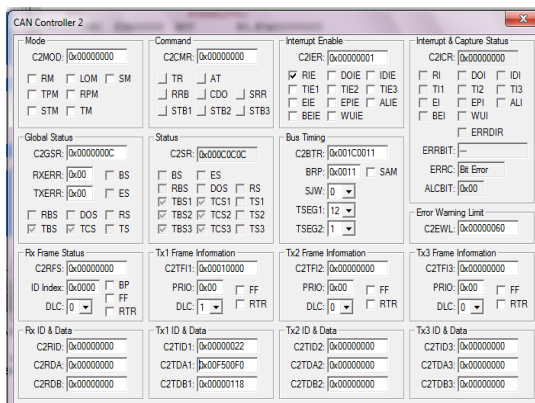 CAN Controller 2
Mode
C2MOD: 0x00000000
RM LOM SM
TPM RPM
STM TM
Command
C2CMR: 0x00000000
TR AT
RRB CDO SRR
STB1 STB2 STB3
Interrupt Enable
C2IER: 0x00000001
RIE DOIE IDIE
TIE1 TIE2 TIE3
EIE EPIE ALIE
BEIE WUIE
Interrupt & Capture Status
C2ICR: 0x00000000
RI DOI IDI
TI1 TI2 TI3
EI EPI ALI
BEI WUI
ERRDIR
ERRBIT: ---
ERRC: Bit Error
ALCBIT: 0x00
Global Status
C2GSR: 0x0000000C
RXERR: 0x00 BS
TXERR: 0x00 ES
RBS DOS RS
TBS TCS TS
Status
C2SR: 0x000C0C0C
BS ES
RBS DOS RS
TBS1 TCS1 TS1
TBS2 TCS2 TS2
TBS3 TCS3 TS3
Bus Timing
C2BTR: 0x001C0011
BRP: 0x0011 SAM
SJW: 0
TSEG1: 12
TSEG2: 1
Error Warning Limit
C2EWL: 0x00000060
Rx Frame Status
C2RFS: 0x00000000
ID Index: 0x0000 BP
FF
DLC: 0 RTR
Tx1 Frame Information
C2TFI1: 0x00010000
PRIO: 0x00 FF
DLC: 1 RTR
Tx2 Frame Information
C2TFI2: 0x00000000
PRIO: 0x00 FF
DLC: 0 RTR
Tx3 Frame Information
C2TFI3: 0x00000000
PRIO: 0x00 FF
DLC: 0 RTR
Rx ID & Data
C2RID: 0x00000000
C2RDA: 0x00000000
C2RDB: 0x00000000
Tx1 ID & Data
C2TID1: 0x00000022
C2TDA1: 0x00F500F0
C2TDB1: 0x00000118
Tx2 ID & Data
C2TID2: 0x00000000
C2TDA2: 0x00000000
C2TDB2: 0x00000000
Tx3 ID & Data
C2TID3: 0x00000000
C2TDA3: 0x00000000
C2TDB3: 0x00000000